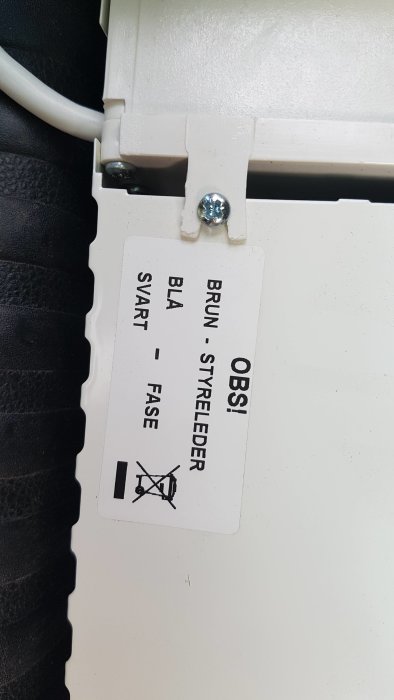 OBS!
BRUN - STYRELEDER
BLÅ
SVART - FASE